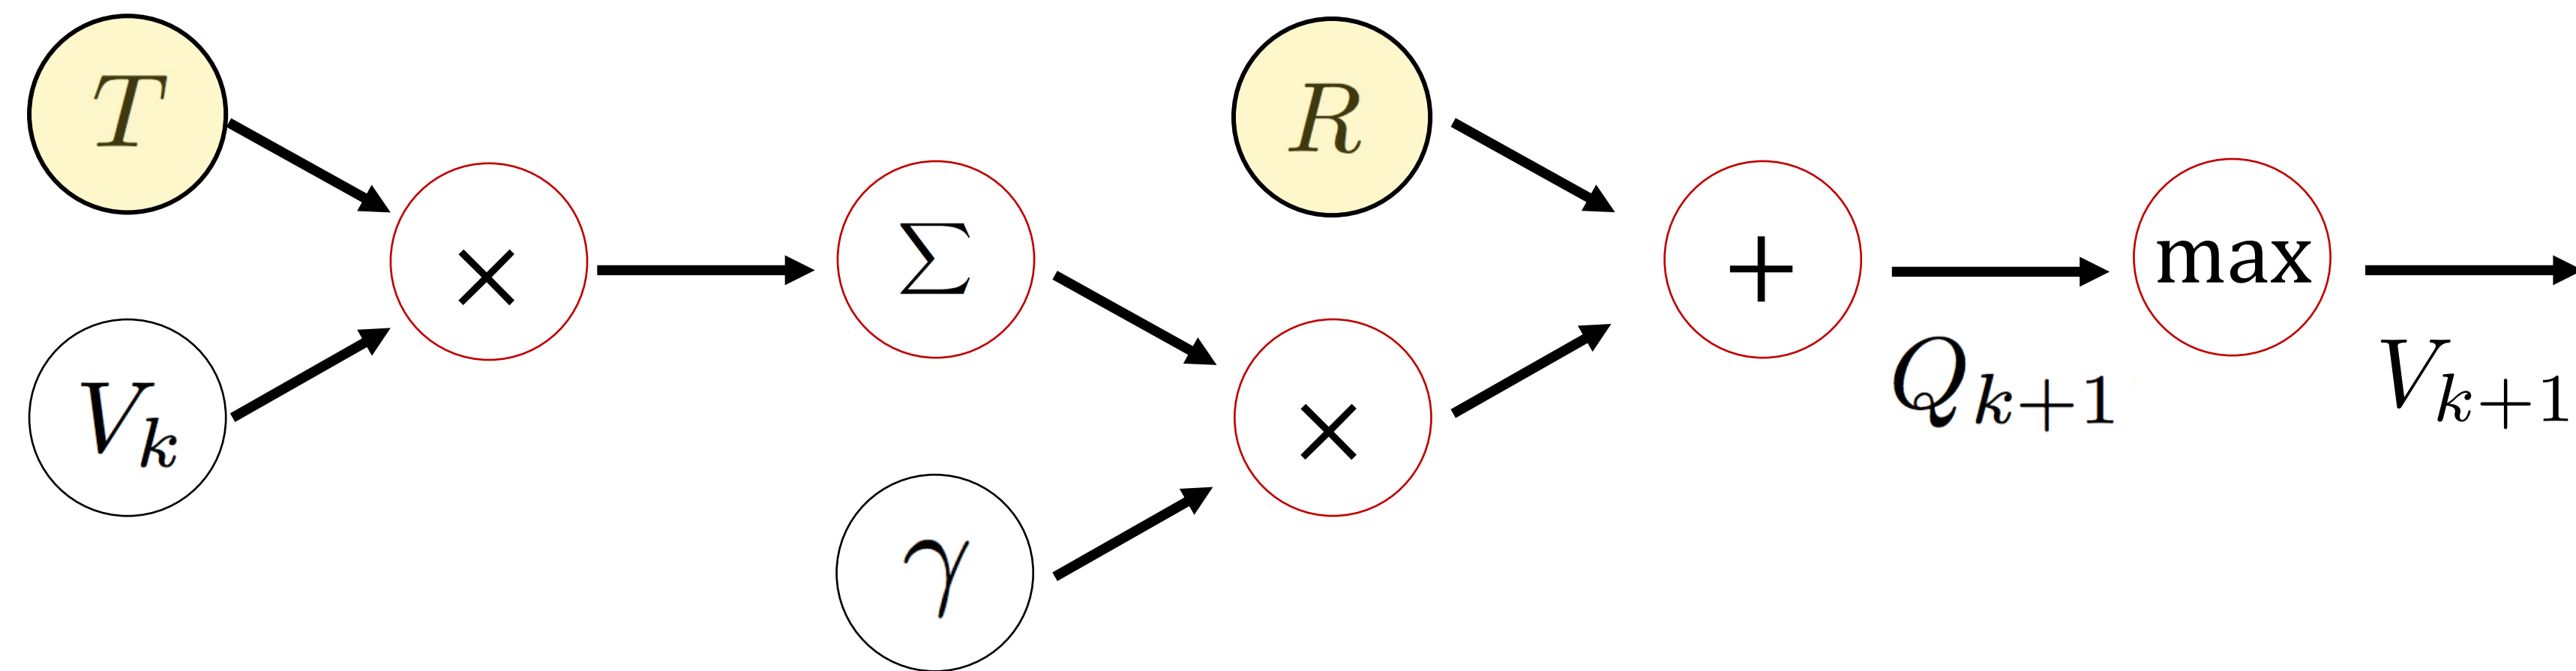 T
R
×
Σ
+
max
V_k
×
Q_{k+1}
V_{k+1}
γ